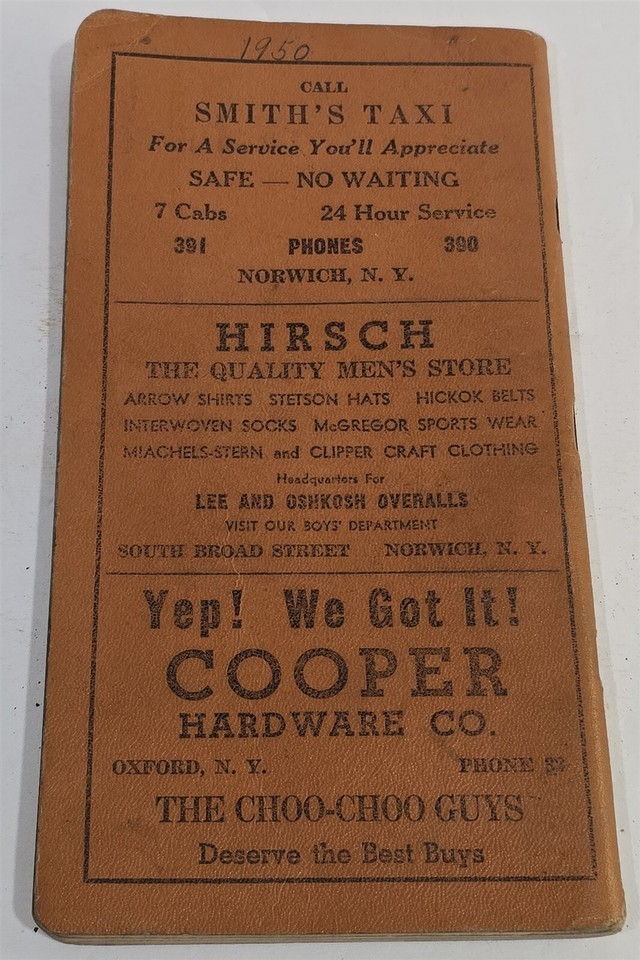 1950
CALL
SMITH'S TAXI
For A Service You'll Appreciate
SAFE — NO WAITING
7 Cabs 24 Hour Service
391 PHONES 390
NORWICH, N. Y.
HIRSCH
THE QUALITY MEN'S STORE
ARROW SHIRTS STETSON HATS HICKOK BELTS
INTERWOVEN SOCKS McGREGOR SPORTS WEAR
MIACHELS-STERN and CLIPPER CRAFT CLOTHING
Headquarters For
LEE AND OSHKOSH OVERALLS
VISIT OUR BOYS' DEPARTMENT
SOUTH BROAD STREET NORWICH, N. Y.
Yep! We Got It!
COOPER
HARDWARE CO.
OXFORD, N. Y. PHONE
THE CHOO-CHOO GUYS
Deserve the Best Buys